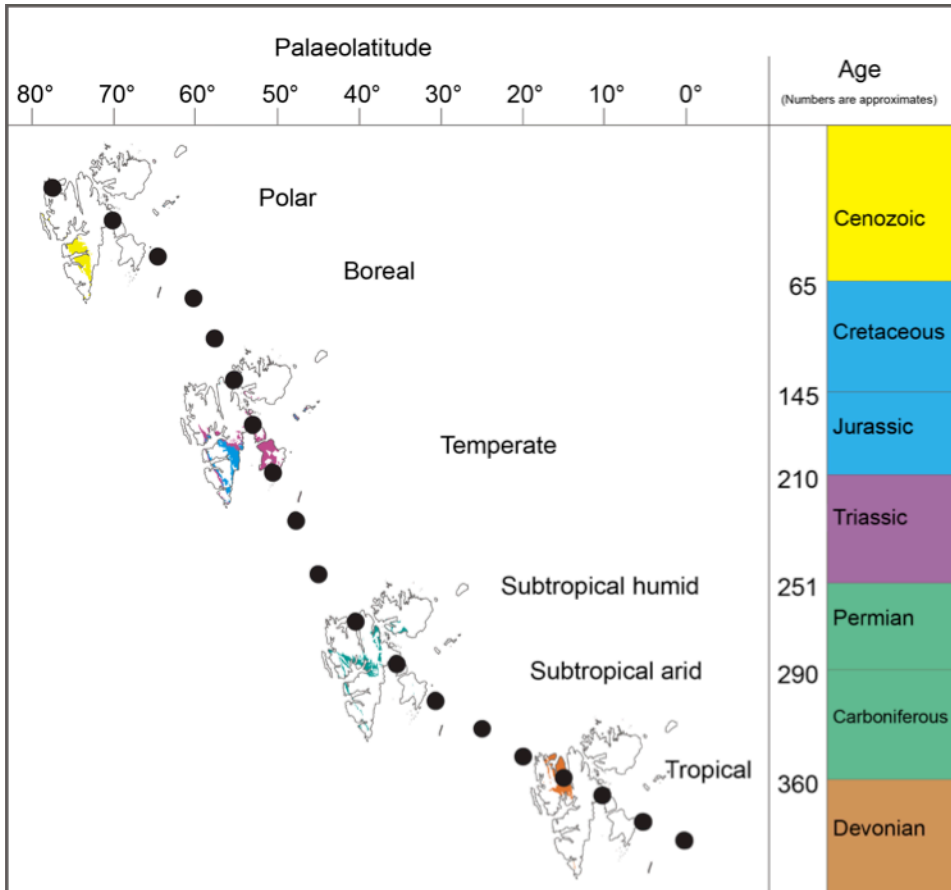 Palaeolatitude
80° 70° 60° 50° 40° 30° 20° 10° 0°
Age
(Numbers are approximates)
Polar
Boreal
Temperate
Subtropical humid
Subtropical arid
Tropical
Cenozoic
65
Cretaceous
145
Jurassic
210
Triassic
251
Permian
290
Carboniferous
360
Devonian